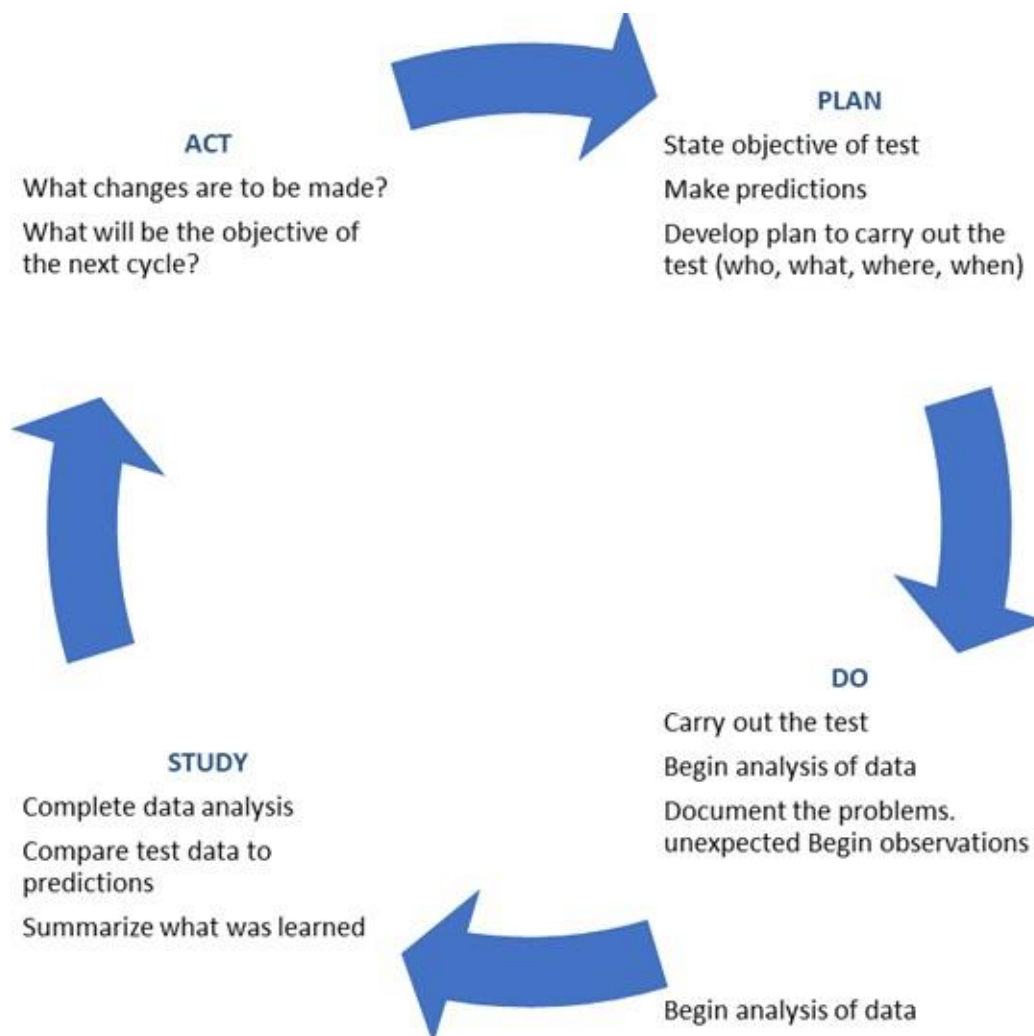 PLAN
State objective of test
Make predictions
Develop plan to carry out the
test (who, what, where, when)
DO
Carry out the test
Begin analysis of data
Document the problems.
unexpected Begin observations
Begin analysis of data
STUDY
Complete data analysis
Compare test data to
predictions
Summarize what was learned
ACT
What changes are to be made?
What will be the objective of
the next cycle?